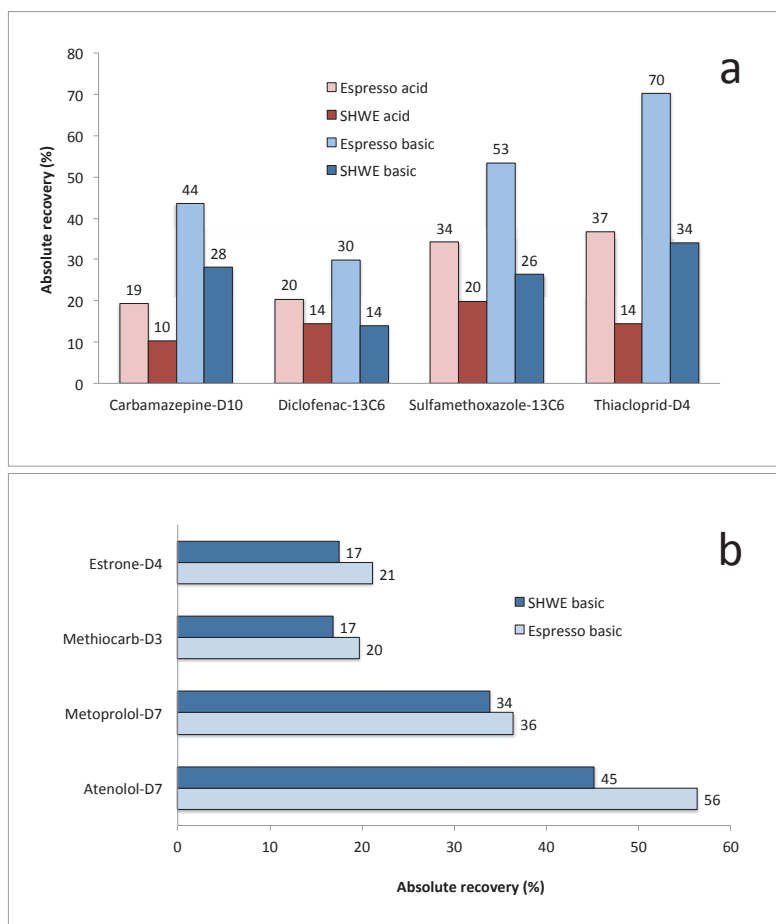 a
80
70
60
50
40
30
20
10
0
Absolute recovery (%)
Espresso acid
SHWE acid
Espresso basic
SHWE basic
19
10
44
28
20
14
30
14
34
20
53
26
37
14
70
34
Carbamazepine-D10
Diclofenac-13C6
Sulfamethoxazole-13C6
Thiacloprid-D4
b
Estrone-D4
17
21
Methiocarb-D3
17
20
Metoprolol-D7
34
36
Atenolol-D7
45
56
SHWE basic
Espresso basic
0
10
20
30
40
50
60
Absolute recovery (%)